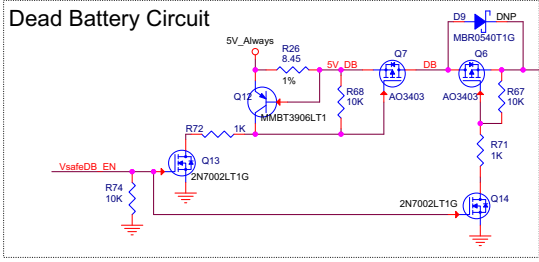 Dead Battery Circuit
D9
DNP
MBR0540T1G
5V_Always
R26
8.45
1%
5V_DB
Q7
DB
Q6
Q12
MMBT3906LT1
R68
10K
AO3403
AO3403
R67
10K
R72
1K
R71
1K
Q13
2N7002LT1G
VsafeDB_EN
R74
10K
2N7002LT1G
Q14